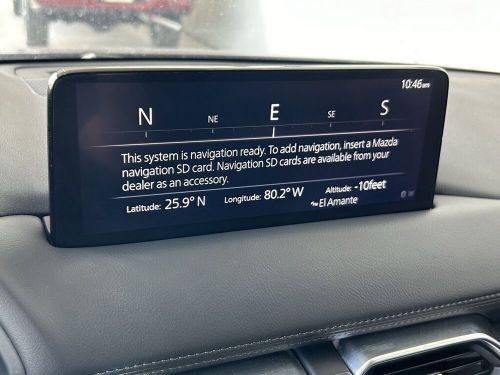 10:46am
N NE E SE S
This system is navigation ready. To add navigation, insert a Mazda
navigation SD card. Navigation SD cards are available from your
dealer as an accessory.
Latitude: 25.9° N Longitude: 80.2° W Altitude: -10feet
El Amante